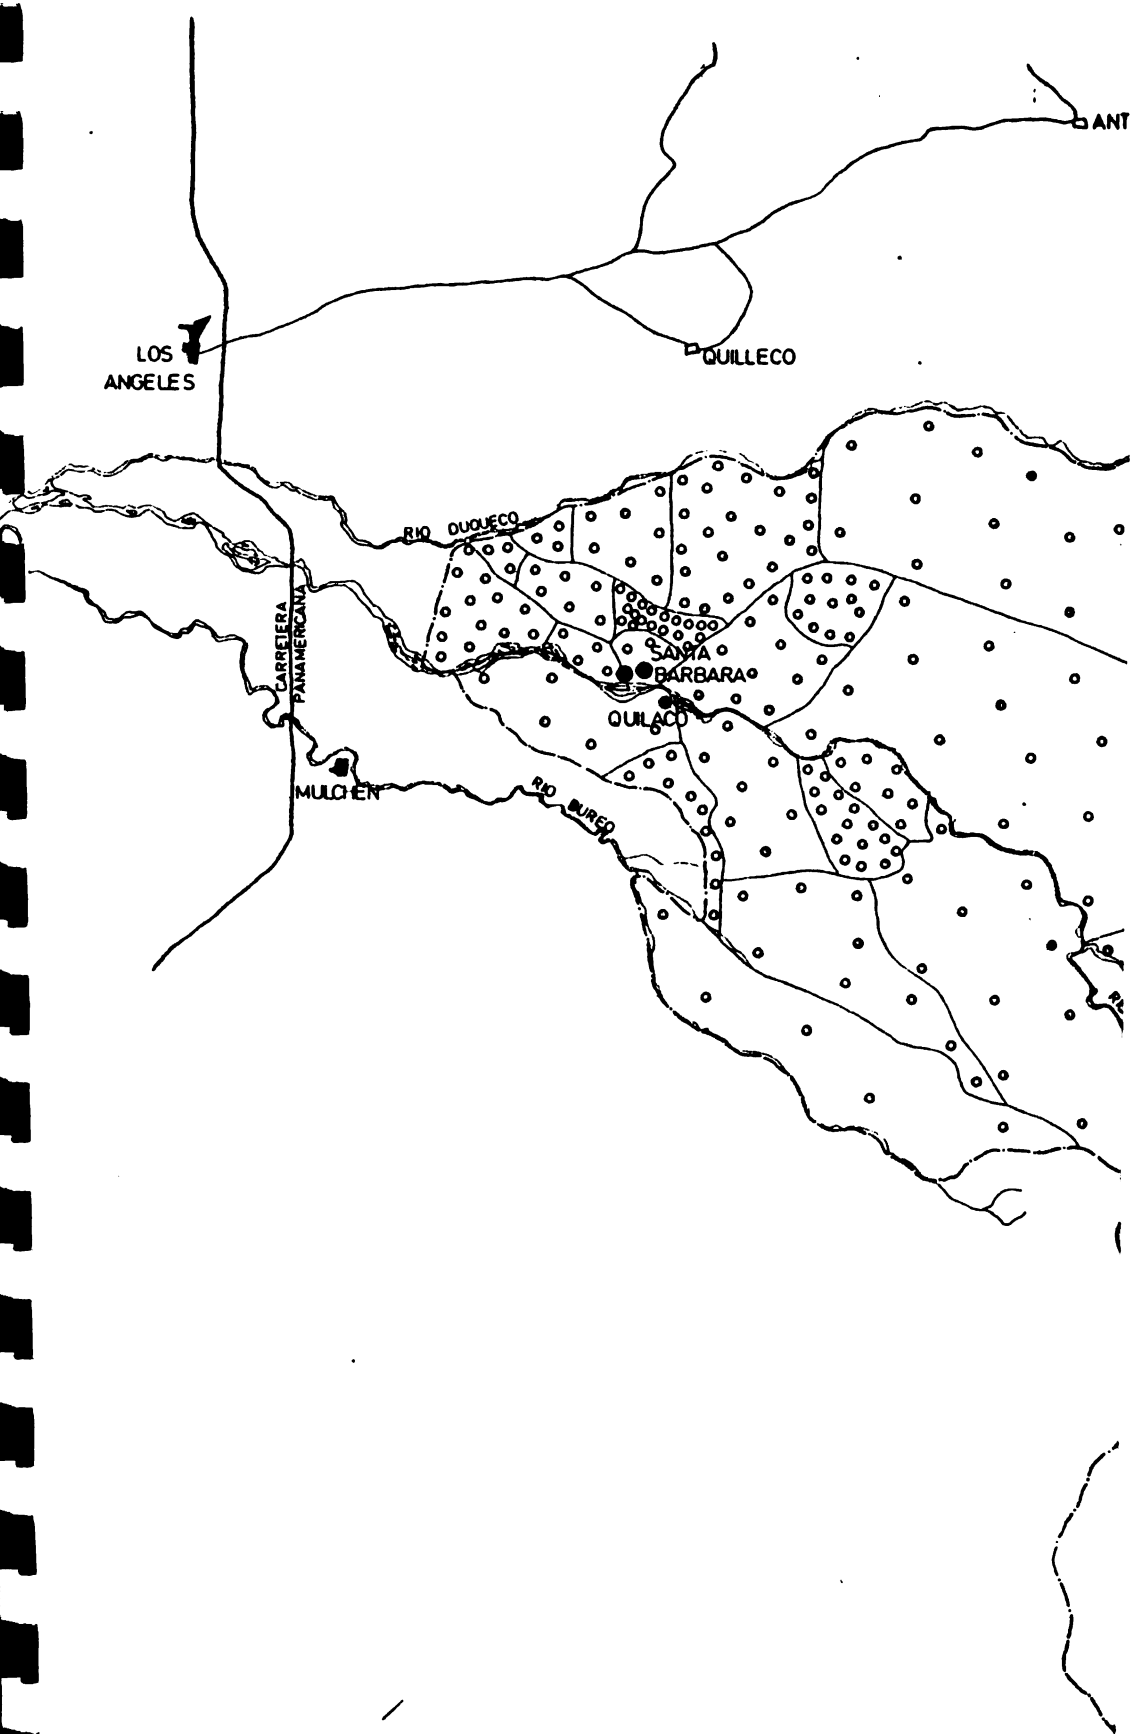 ANT
LOS
ANGELES
QUILLECO
RIO DUQUECO
CARRETERA
PANAMERICANA
SANTA
BARBARA
QUILACO
MULCHEN
RIO BUREO